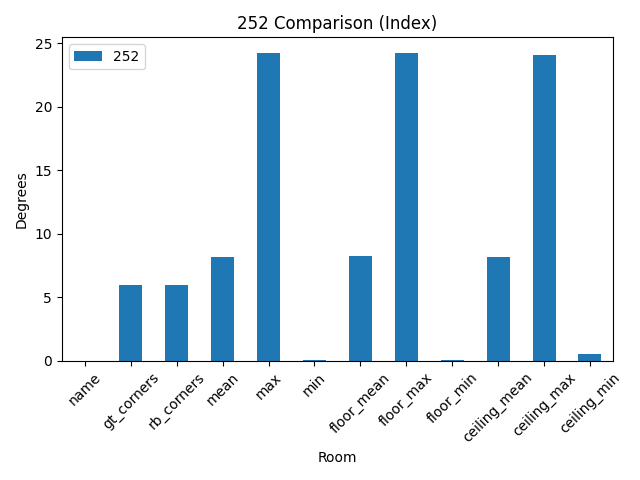 252 Comparison (Index)
252
25
20
15
10
5
0
Degrees
name
gt_corners
rb_corners
mean
max
min
floor_mean
floor_max
floor_min
ceiling_mean
ceiling_max
ceiling_min
Room